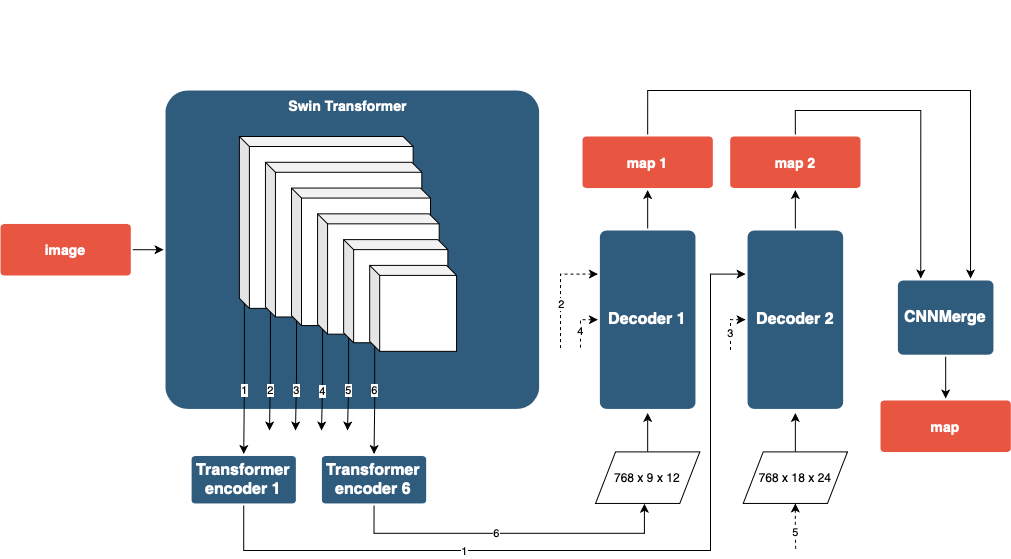 Swin Transformer
image
map 1
map 2
2
4
Decoder 1
3
Decoder 2
CNNMerge
1
2
3
4
5
6
map
Transformer
encoder 1
Transformer
encoder 6
768 x 9 x 12
768 x 18 x 24
6
5
1